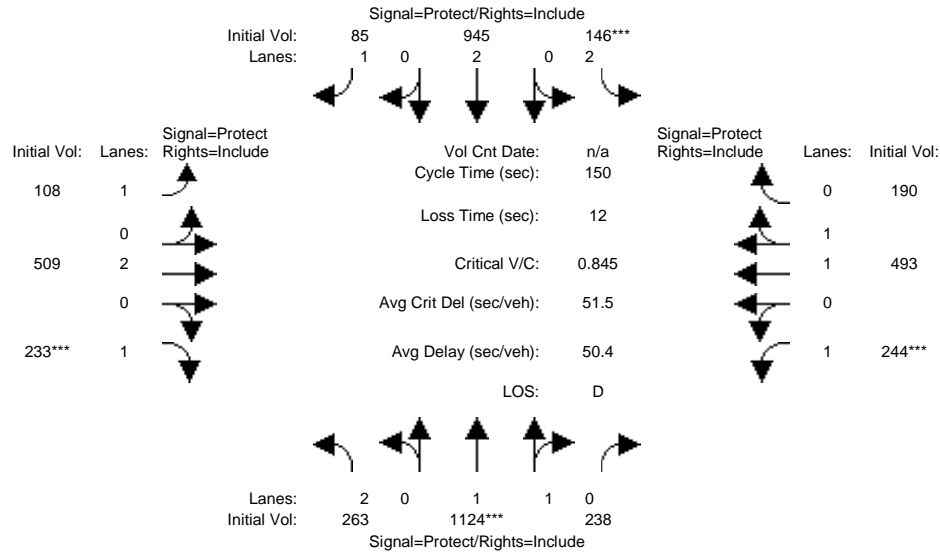 Signal=Protect/Rights=Include
Initial Vol: 85 945 146***
Lanes: 1 0 2 0 2
Signal=Protect Signal=Protect
Initial Vol: Lanes: Rights=Include Vol Cnt Date: n/a Rights=Include Lanes: Initial Vol:
Cycle Time (sec): 150
108 1 0 190
Loss Time (sec): 12
0 1
509 2 Critical V/C: 0.845 1 493
0 Avg Crit Del (sec/veh): 51.5 0
233*** 1 Avg Delay (sec/veh): 50.4 1 244***
LOS: D
Lanes: 2 0 1 1 0
Initial Vol: 263 1124*** 238
Signal=Protect/Rights=Include